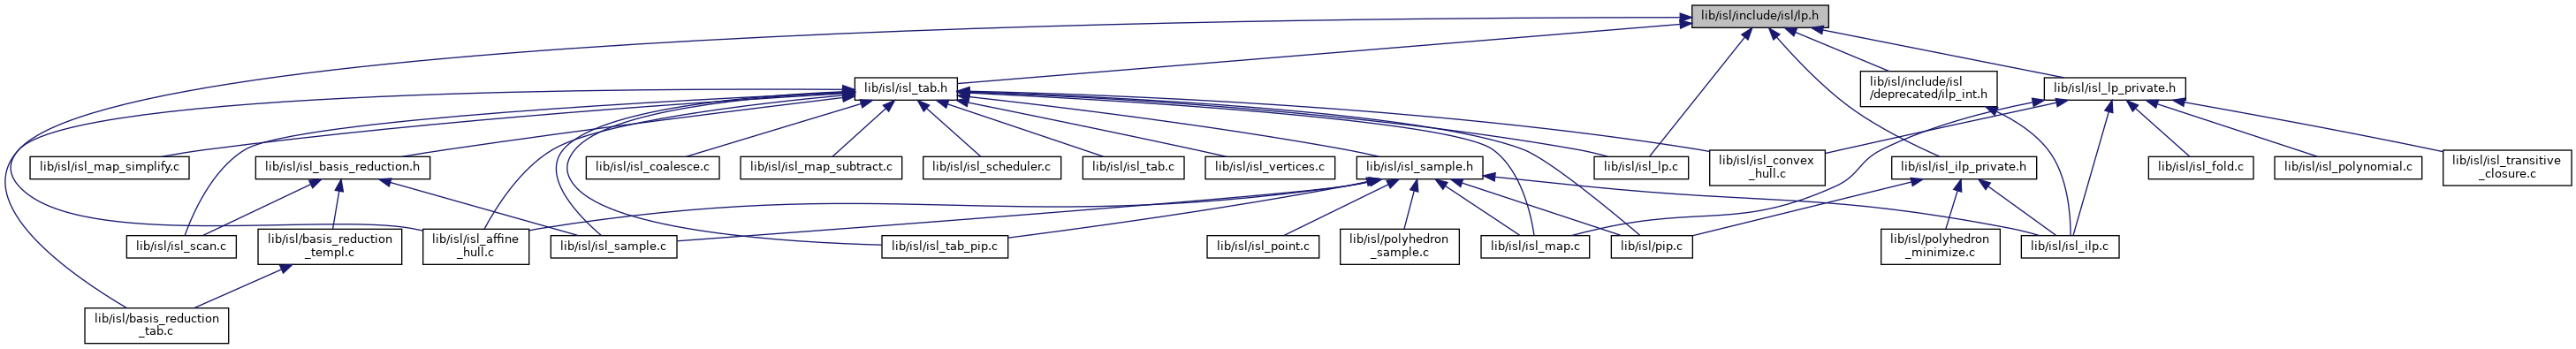 lib/isl/include/isl/lp.h
lib/isl/isl_tab.h
lib/isl/include/isl
/deprecated/ilp_int.h
lib/isl/isl_lp_private.h
lib/isl/isl_map_simplify.c
lib/isl/isl_basis_reduction.h
lib/isl/isl_coalesce.c
lib/isl/isl_map_subtract.c
lib/isl/isl_scheduler.c
lib/isl/isl_tab.c
lib/isl/isl_vertices.c
lib/isl/isl_sample.h
lib/isl/isl_lp.c
lib/isl/isl_convex
_hull.c
lib/isl/isl_ilp_private.h
lib/isl/isl_fold.c
lib/isl/isl_polynomial.c
lib/isl/isl_transitive
_closure.c
lib/isl/isl_scan.c
lib/isl/basis_reduction
_templ.c
lib/isl/isl_affine
_hull.c
lib/isl/isl_sample.c
lib/isl/isl_tab_pip.c
lib/isl/isl_point.c
lib/isl/polyhedron
_sample.c
lib/isl/isl_map.c
lib/isl/pip.c
lib/isl/polyhedron
_minimize.c
lib/isl/isl_ilp.c
lib/isl/basis_reduction
_tab.c